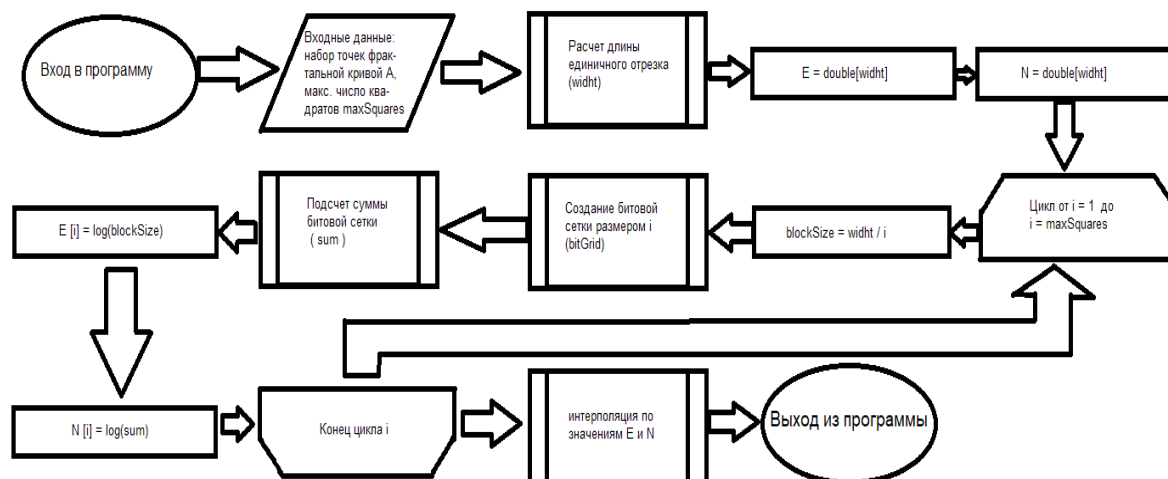 Вход в программу
Входные данные:
набор точек фрак-
тальной кривой А,
макс. число ква-
дратов maxSquares
Расчет длины
единичного отрезка
(widht)
E = double[widht]
N = double[widht]
Цикл от i = 1 до
i = maxSquares
blockSize = widht / i
Создание битовой
сетки размером i
(bitGrid)
Подсчет суммы
битовой сетки
( sum )
E [i] = log(blockSize)
N [i] = log(sum)
Конец цикла i
интерполяция по
значениям E и N
Выход из программы